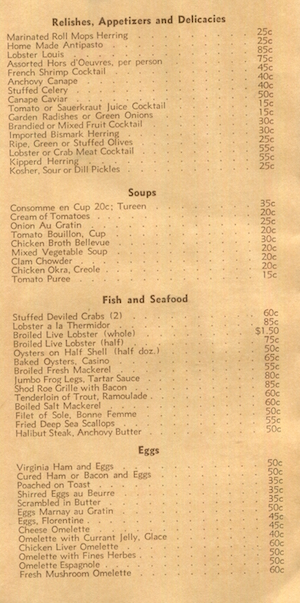 Relishes, Appetizers and Delicacies
Marinated Roll Mops Herring 25c
Home Made Antipasto 25c
Lobster Louis 85c
Assorted Hors d'Oeuvres, per person 75c
French Shrimp Cocktail 45c
Anchovy Canape 40c
Stuffed Celery 40c
Canape Caviar 50c
Tomato or Sauerkraut Juice Cocktail 15c
Garden Radishes or Green Onions 15c
Brandied or Mixed Fruit Cocktail 30c
Imported Bismark Herring 30c
Ripe, Green or Stuffed Olives 25c
Lobster or Crab Meat Cocktail 55c
Kipperd Herring 55c
Kosher, Sour or Dill Pickles 25c
Soups
Consomme en Cup 20c; Tureen 35c
Cream of Tomatoes 20c
Onion Au Gratin 25c
Tomato Bouillon, Cup 20c
Chicken Broth Bellevue 30c
Mixed Vegetable Soup 20c
Clam Chowder 20c
Chicken Okra, Creole 20c
Tomato Puree 15c
Fish and Seafood
Stuffed Deviled Crabs (2) 60c
Lobster a la Thermidor 85c
Broiled Live Lobster (whole) $1.50
Broiled Live Lobster (half) 75c
Oysters on Half Shell (half doz.) 50c
Baked Oysters, Casino 65c
Broiled Fresh Mackerel 55c
Jumbo Frog Legs, Tartar Sauce 80c
Shod Roe Grille with Bacon 85c
Tenderloin of Trout, Ramoulade 60c
Boiled Salt Mackerel 60c
Filet of Sole, Bonne Femme 50c
Fried Deep Sea Scallops 55c
Halibut Steak, Anchovy Butter 50c
Eggs
Virginia Ham and Eggs 50c
Cured Ham or Bacon and Eggs 50c
Poached on Toast 35c
Shirred Eggs au Beurre 35c
Scrambled in Butter 35c
Eggs Marnay au Gratin 50c
Eggs, Florentine 45c
Cheese Omelette 45c
Omelette with Currant Jelly, Glace 40c
Chicken Liver Omelette 60c
Omelette with Fines Herbes 50c
Omelette Espagnole 50c
Fresh Mushroom Omelette 60c